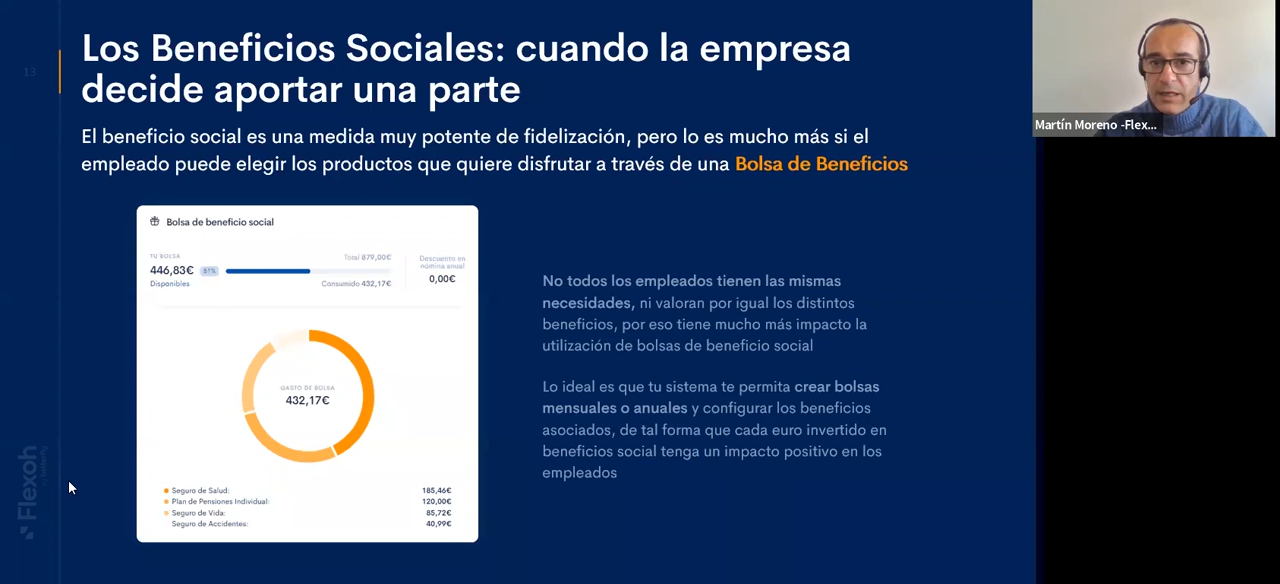 13
Los Beneficios Sociales: cuando la empresa
decide aportar una parte
El beneficio social es una medida muy potente de fidelización, pero lo es mucho más si el
empleado puede elegir los productos que quiere disfrutar a través de una Bolsa de Beneficios
Martín Moreno -Flex...
Bolsa de beneficio social
TU BOLSA
446,83€ 51%
Disponibles
Total 879,00€
Consumido 432,17€
Descuento en
nómina anual
0,00€
GASTO DE BOLSA
432,17€
Seguro de Salud: 185,46€
Plan de Pensiones Individual: 120,00€
Seguro de Vida: 85,72€
Seguro de Accidentes: 40,99€
No todos los empleados tienen las mismas
necesidades, ni valoran por igual los distintos
beneficios, por eso tiene mucho más impacto la
utilización de bolsas de beneficio social
Lo ideal es que tu sistema te permita crear bolsas
mensuales o anuales y configurar los beneficios
asociados, de tal forma que cada euro invertido en
beneficios social tenga un impacto positivo en los
empleados
Flexoh